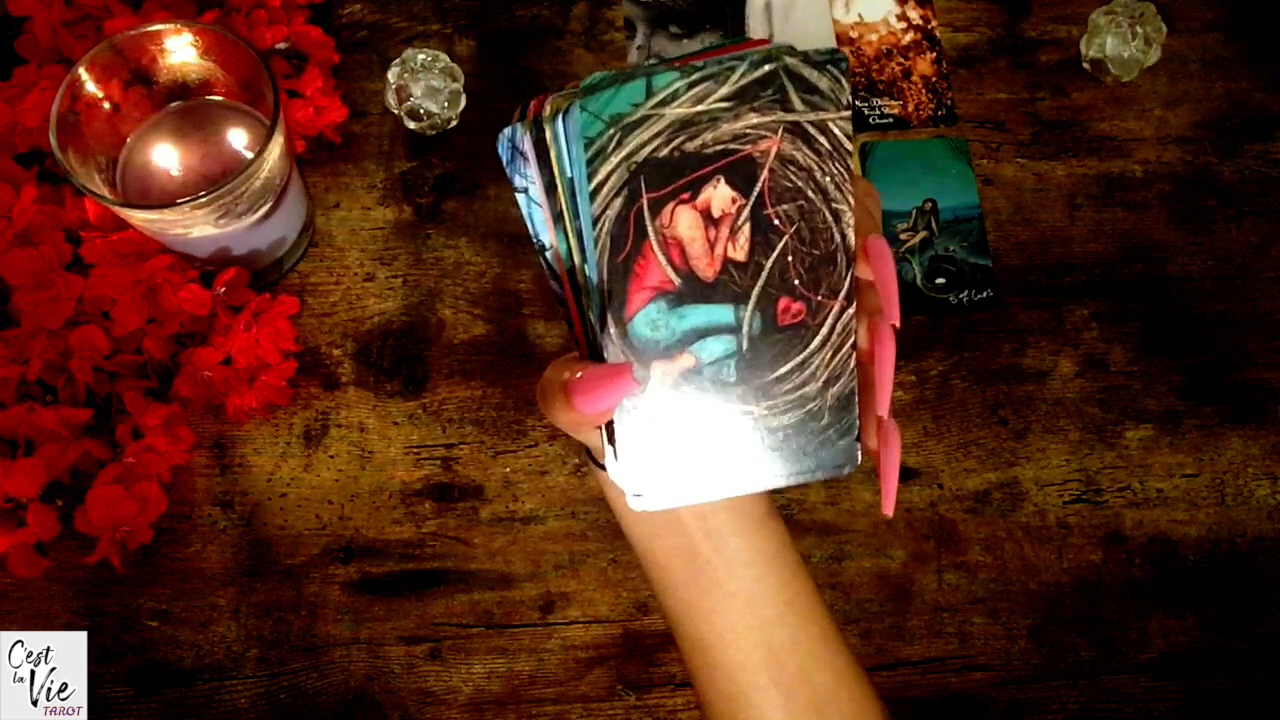 New Direction
Fresh Start
Chance
5 of Cups
C'est
la
Vie
TAROT